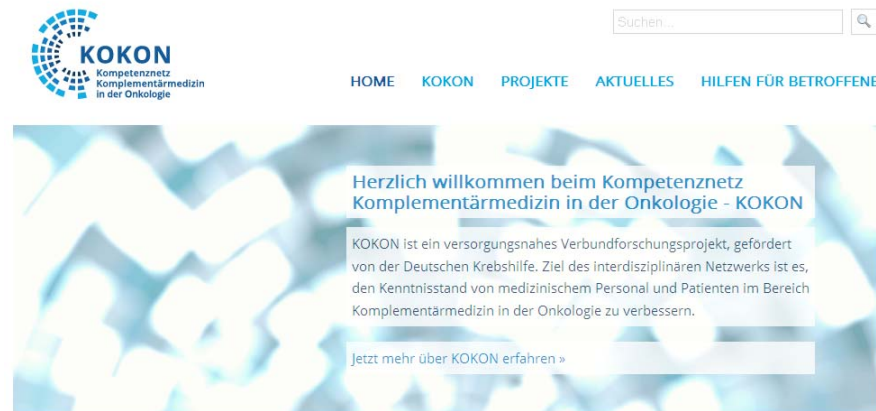 Suchen...
KOKON
Kompetenznetz
Komplementärmedizin
in der Onkologie
HOME KOKON PROJEKTE AKTUELLES HILFEN FÜR BETROFFENE
Herzlich willkommen beim Kompetenznetz
Komplementärmedizin in der Onkologie - KOKON
KOKON ist ein versorgungsnahes Verbundforschungsprojekt, gefördert
von der Deutschen Krebshilfe. Ziel des interdisziplinären Netzwerks ist es,
den Kenntnisstand von medizinischem Personal und Patienten im Bereich
Komplementärmedizin in der Onkologie zu verbessern.
Jetzt mehr über KOKON erfahren »